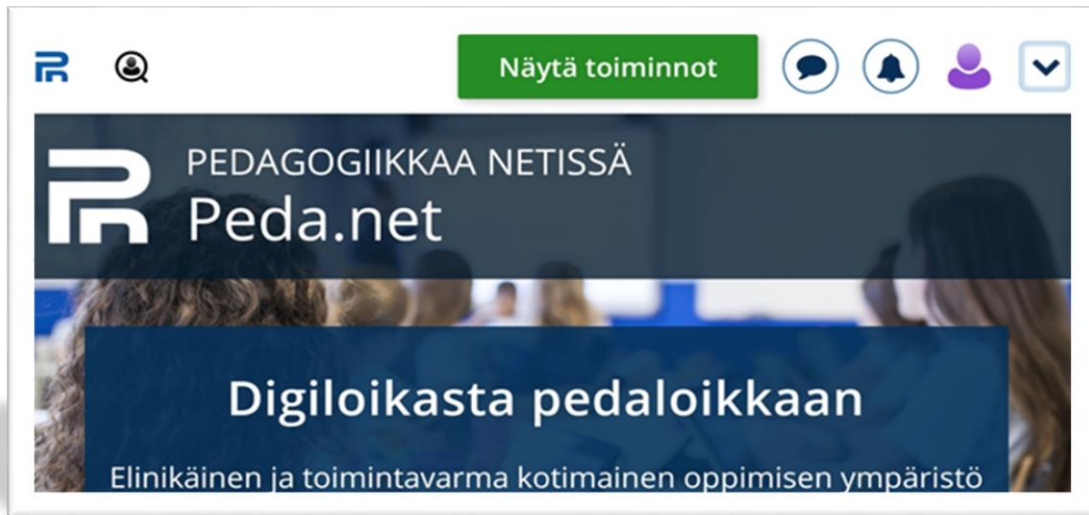 Näytä toiminnot
PEDAGOGIIKKAA NETISSÄ
Peda.net
Digiloikasta pedaloikkaan
Elinikäinen ja toimintavarma kotimainen oppimisen ympäristö